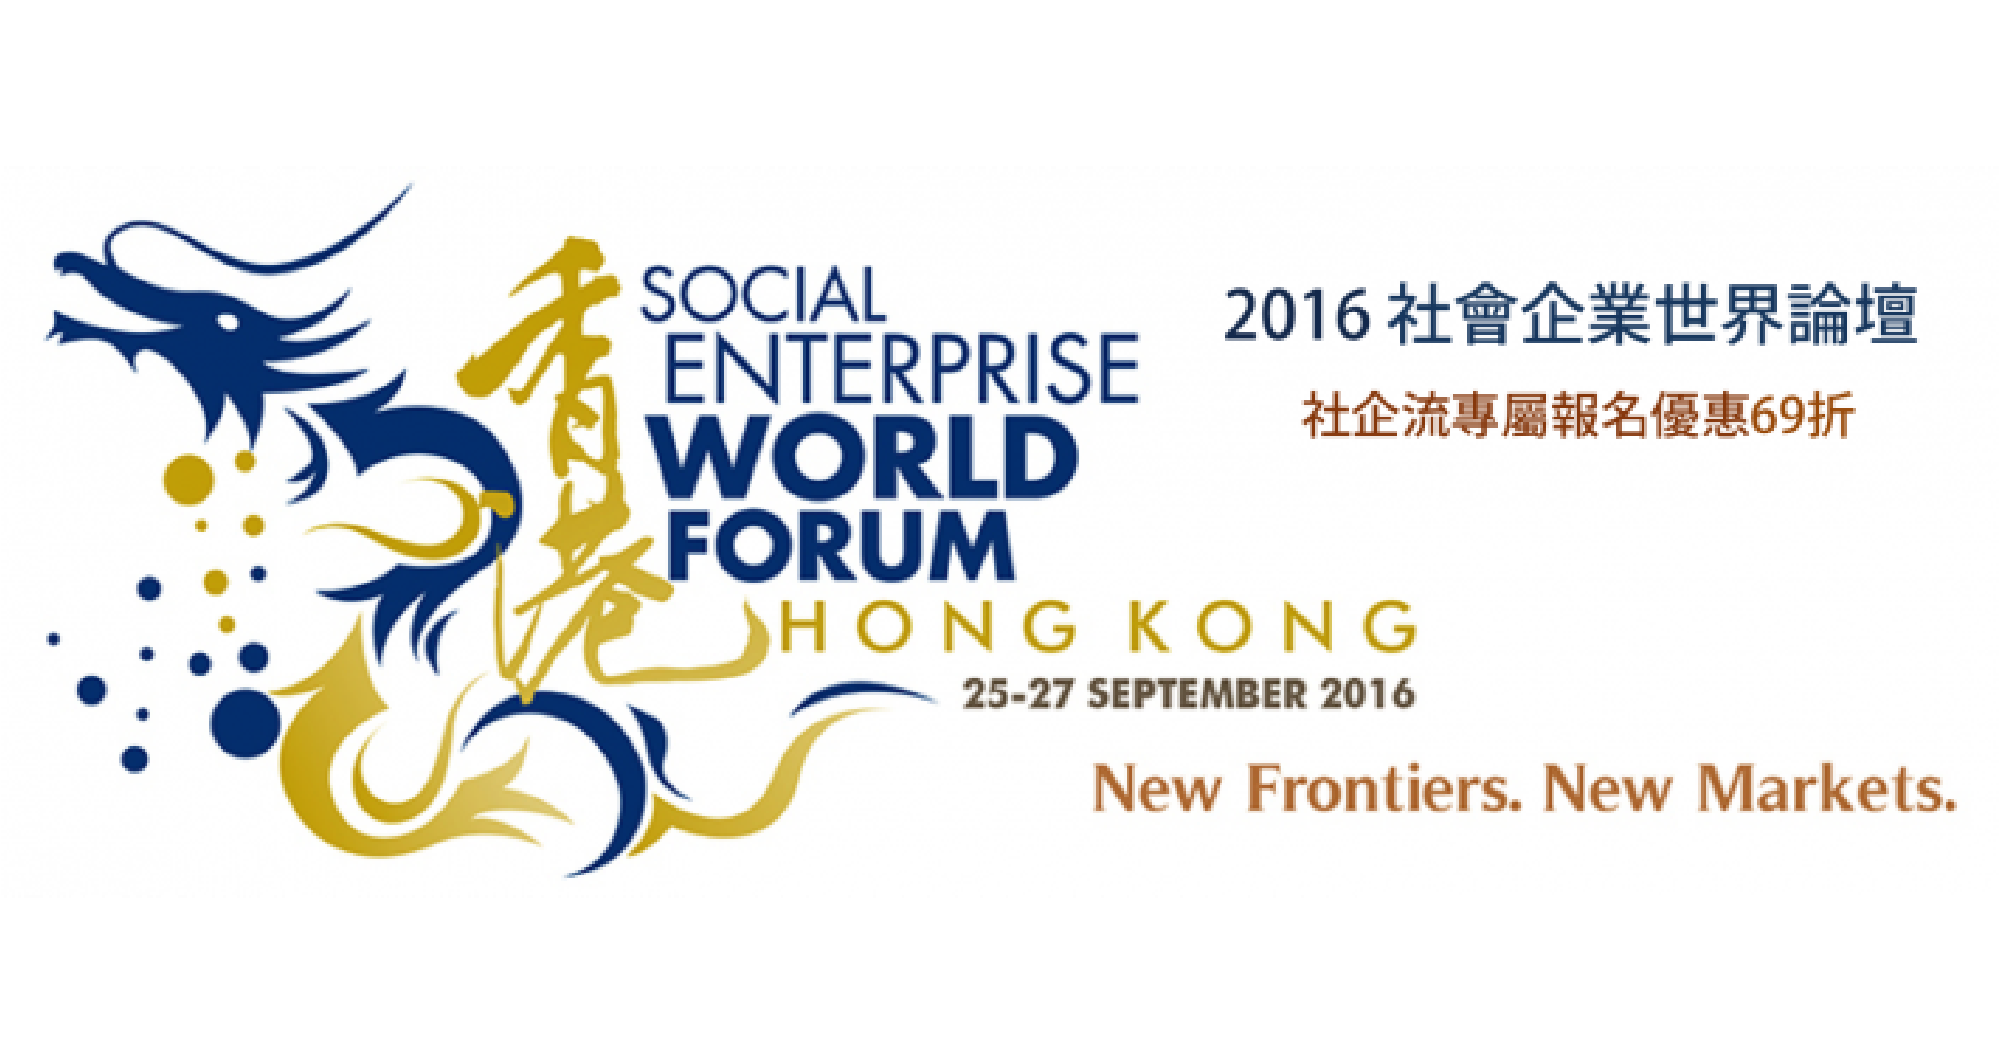 香港
SOCIAL
ENTERPRISE
WORLD
FORUM
HONG KONG
25-27 SEPTEMBER 2016
2016 社會企業世界論壇
社企流專屬報名優惠69折
New Frontiers. New Markets.